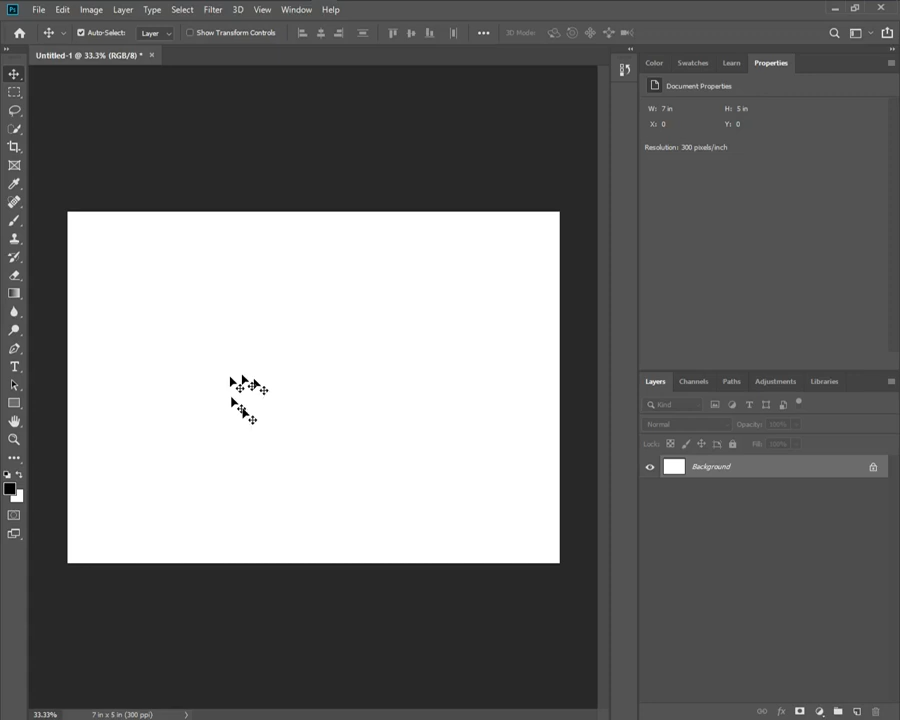 Ps File Edit Image Layer Type Select Filter 3D View Window Help
Auto-Select: Layer Show Transform Controls 3D Mode:
Untitled-1 @ 33.3% (RGB/8) *
Color Swatches Learn Properties
Document Properties
W: 7 in H: 5 in
X: 0 Y: 0
Resolution: 300 pixels/inch
Layers Channels Paths Adjustments Libraries
Kind
Normal Opacity: 100%
Lock: Fill: 100%
Background
33.33% 7 in x 5 in (300 ppi)